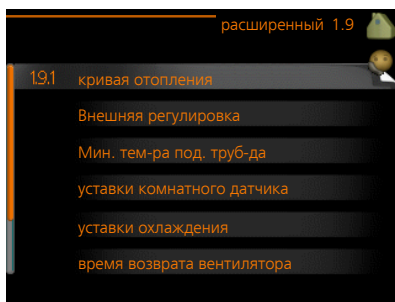 расширенный 1.9
1.9.1 кривая отопления
Внешняя регулировка
Мин. тем-ра под. труб-да
уставки комнатного датчика
уставки охлаждения
время возврата вентилятора